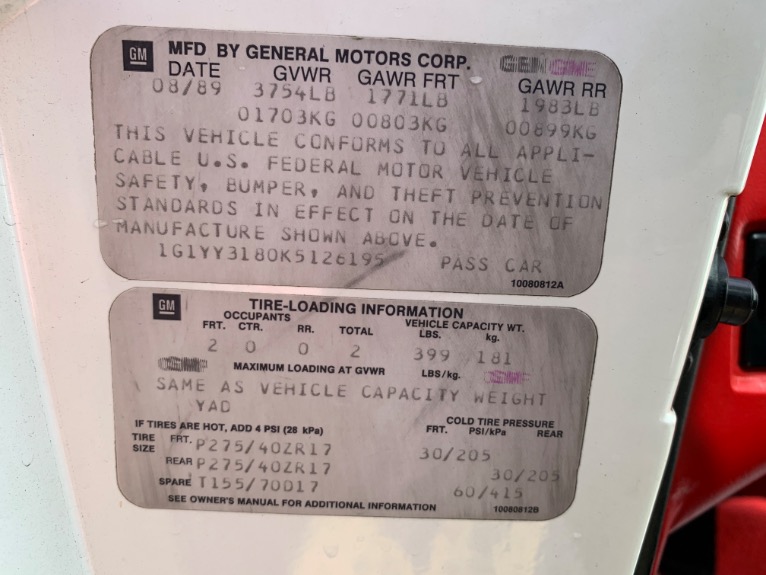 GM MFD BY GENERAL MOTORS CORP.
DATE GVWR GAWR FRT GAWR RR
08/89 3754LB 1771LB 1983LB
01703KG 00803KG 00899KG
THIS VEHICLE CONFORMS TO ALL APPLI-
CABLE U.S. FEDERAL MOTOR VEHICLE
SAFETY, BUMPER, AND THEFT PREVENTION
STANDARDS IN EFFECT ON THE DATE OF
MANUFACTURE SHOWN ABOVE.
1G1YY3180K5126195 PASS CAR
10080812A
GM TIRE-LOADING INFORMATION
OCCUPANTS VEHICLE CAPACITY WT.
FRT. CTR. RR. TOTAL LBS. kg.
2 0 0 2 399 181
MAXIMUM LOADING AT GVWR LBS/kg.
SAME AS VEHICLE CAPACITY WEIGHT
YAD
IF TIRES ARE HOT, ADD 4 PSI (28 kPa) COLD TIRE PRESSURE
FRT. PSI/kPa REAR
TIRE SIZE FRT. P275/40ZR17 30/205
REAR P275/40ZR17 30/205
SPARE T155/70D17 60/415
SEE OWNER'S MANUAL FOR ADDITIONAL INFORMATION 10080812B